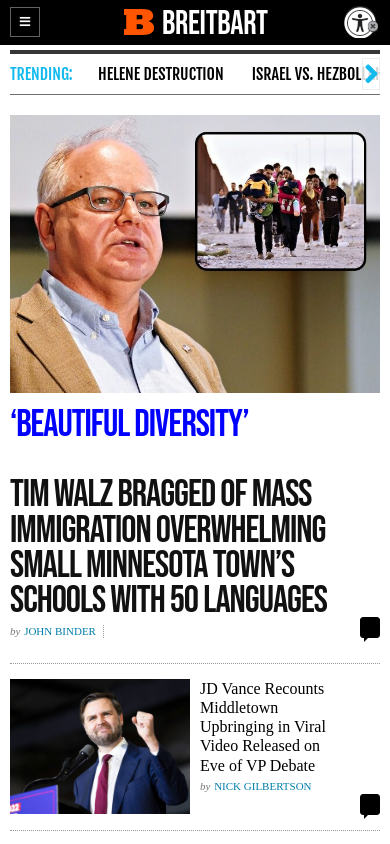 BREITBART
TRENDING: HELENE DESTRUCTION ISRAEL VS. HEZBOL
‘BEAUTIFUL DIVERSITY’
TIM WALZ BRAGGED OF MASS
IMMIGRATION OVERWHELMING
SMALL MINNESOTA TOWN’S
SCHOOLS WITH 50 LANGUAGES
by JOHN BINDER
JD Vance Recounts
Middletown
Upbringing in Viral
Video Released on
Eve of VP Debate
by NICK GILBERTSON